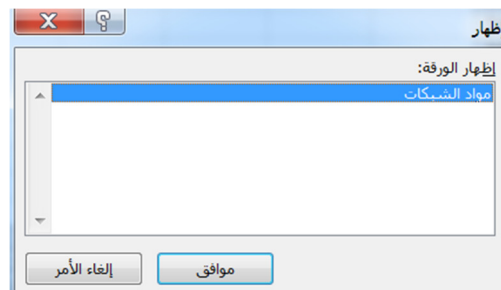 ظهار
إظهار الورقة:
مواد الشبكات
موافق
إلغاء الأمر